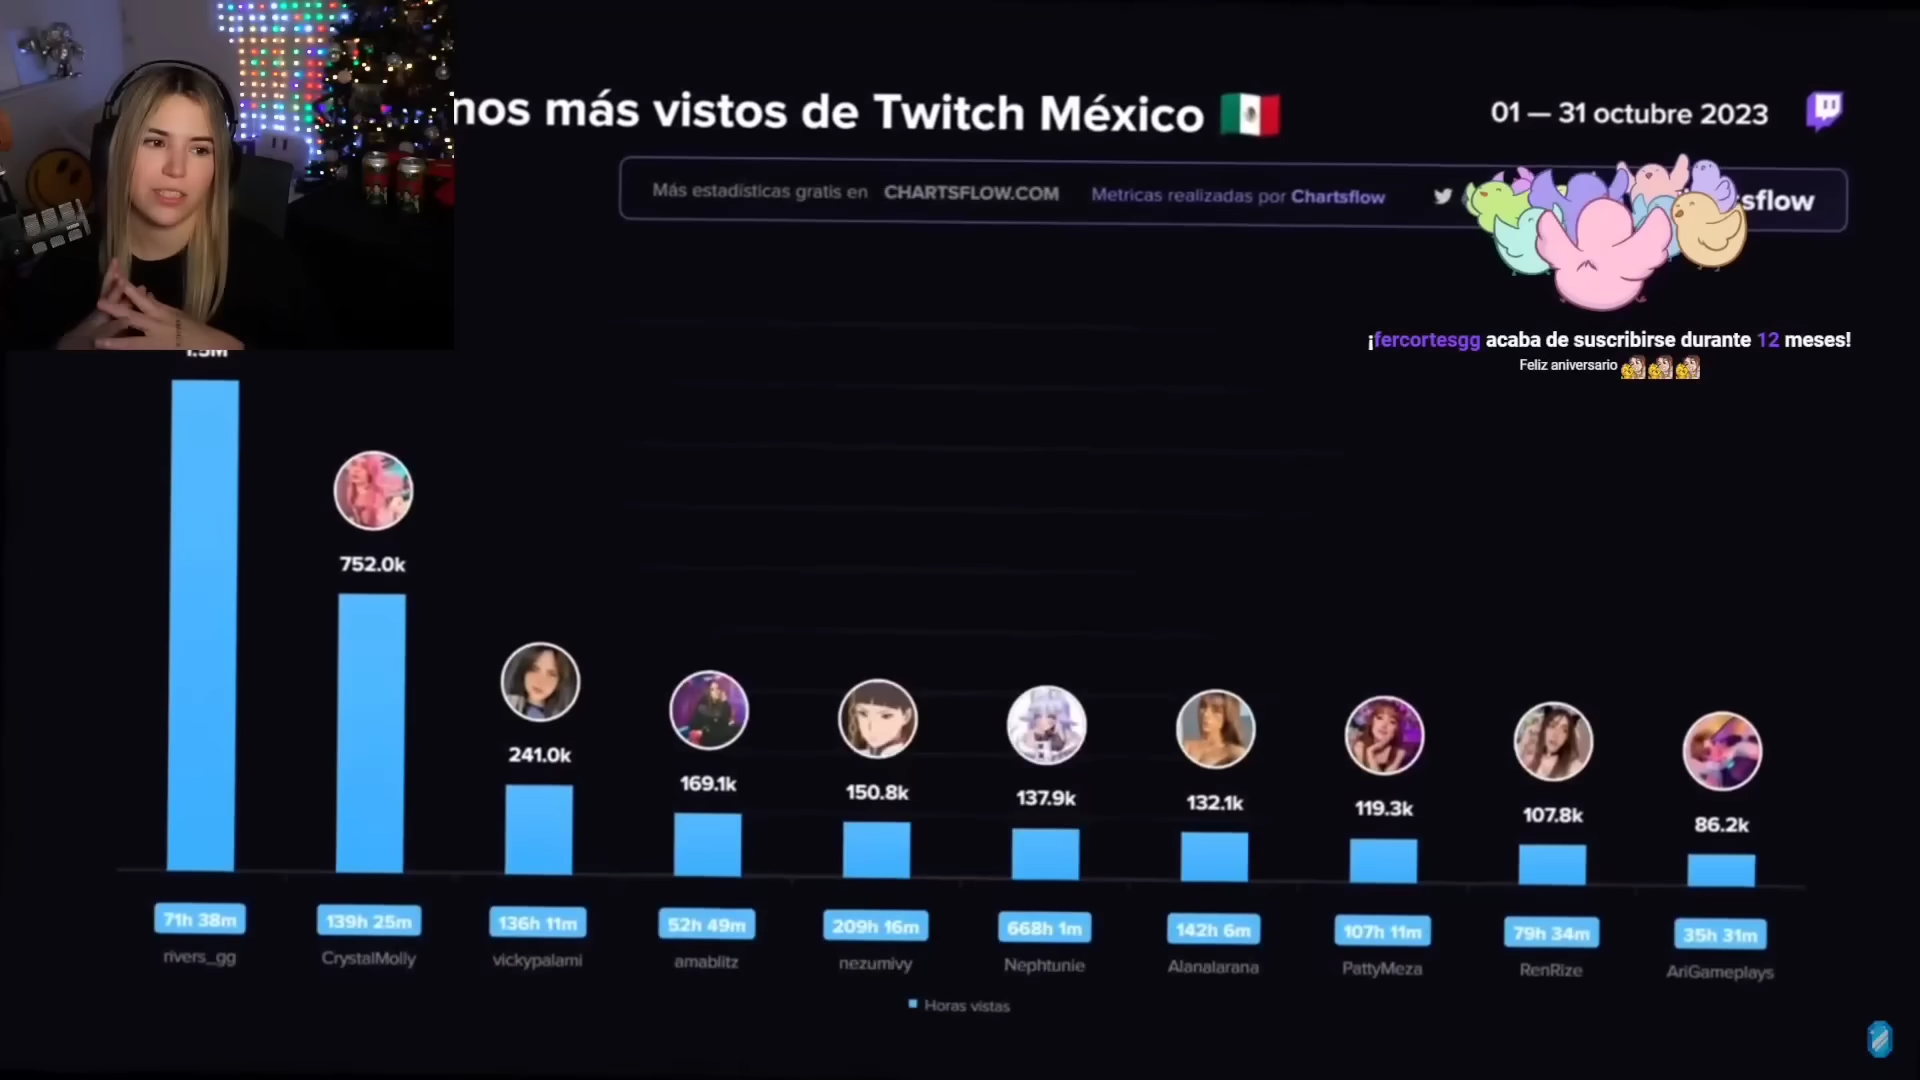 nos más vistos de Twitch México
01 — 31 octubre 2023
Más estadísticas gratis en CHARTSFLOW.COM Metricas realizadas por Chartsflow
sflow
¡fercortesgg acaba de suscribirse durante 12 meses!
Feliz aniversario
1.5M
752.0k
241.0k
169.1k
150.8k
137.9k
132.1k
119.3k
107.8k
86.2k
71h 38m
139h 25m
136h 11m
52h 49m
209h 16m
668h 1m
142h 6m
107h 11m
79h 34m
35h 31m
rivers_gg
CrystalMolly
vickypalami
amablitz
nezumivy
Nephtunie
Alanalarana
PattyMeza
RenRize
AriGameplays
Horas vistas